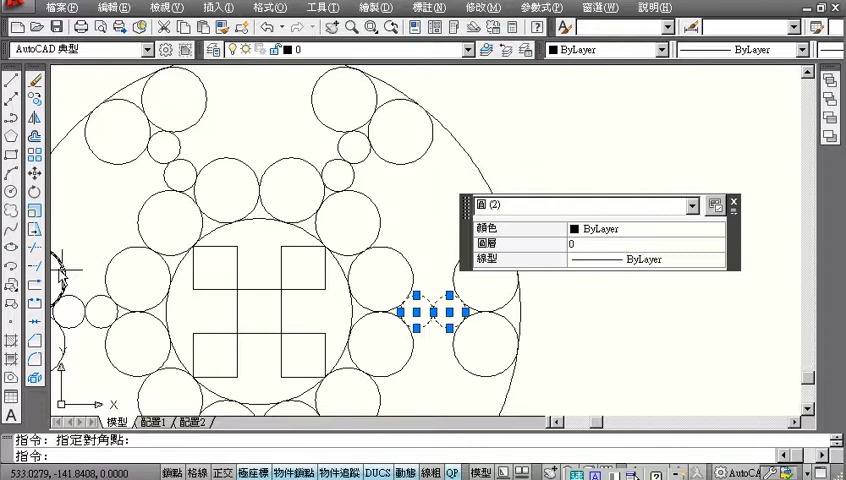 檔案(F) 編輯(E) 檢視(V) 插入(I) 格式(O) 工具(T) 繪製(D) 標註(N) 修改(M) 參數(P) 視窗(W) 說明(H)
AutoCAD 典型 0 ByLayer ByLayer
圓 (2)
顏色 ByLayer
圖層 0
線型 ByLayer
Y
X
A
模型 配置1 配置2
指令: 指定對角點:
指令:
533.0279, -141.8408, 0.0000 鎖點 格線 正交 極座標 物件鎖點 物件追蹤 DUCS 動態 線粗 QP 模型